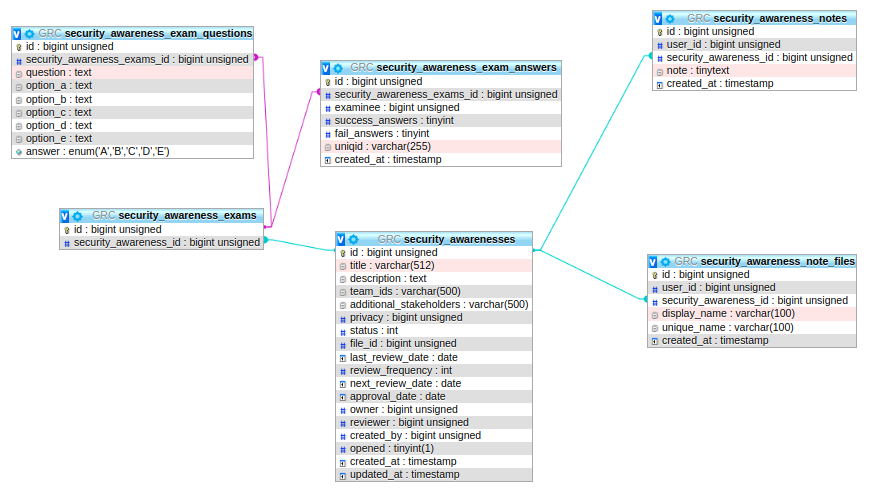 GRC security_awareness_exam_questions
id : bigint unsigned
security_awareness_exams_id : bigint unsigned
question : text
option_a : text
option_b : text
option_c : text
option_d : text
option_e : text
answer : enum('A','B','C','D','E')
GRC security_awareness_exam_answers
id : bigint unsigned
security_awareness_exams_id : bigint unsigned
examinee : bigint unsigned
success_answers : tinyint
fail_answers : tinyint
uniqid : varchar(255)
created_at : timestamp
GRC security_awareness_notes
id : bigint unsigned
user_id : bigint unsigned
security_awareness_id : bigint unsigned
note : tinytext
created_at : timestamp
GRC security_awareness_exams
id : bigint unsigned
security_awareness_id : bigint unsigned
GRC security_awarenesses
id : bigint unsigned
title : varchar(512)
description : text
team_ids : varchar(500)
additional_stakeholders : varchar(500)
privacy : bigint unsigned
status : int
file_id : bigint unsigned
last_review_date : date
review_frequency : int
next_review_date : date
approval_date : date
owner : bigint unsigned
reviewer : bigint unsigned
created_by : bigint unsigned
opened : tinyint(1)
created_at : timestamp
updated_at : timestamp
GRC security_awareness_note_files
id : bigint unsigned
user_id : bigint unsigned
security_awareness_id : bigint unsigned
display_name : varchar(100)
unique_name : varchar(100)
created_at : timestamp